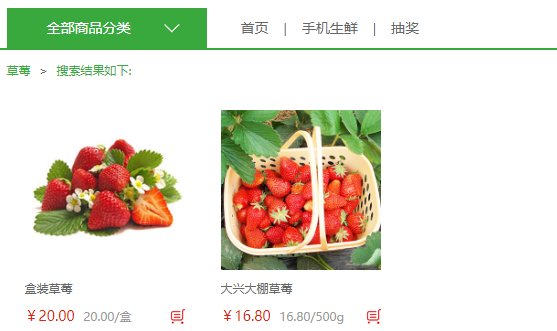 全部商品分类 首页 | 手机生鲜 | 抽奖
草莓 > 搜索结果如下:
盒装草莓 大兴大棚草莓
￥20.00 20.00/盒 ￥16.80 16.80/500g